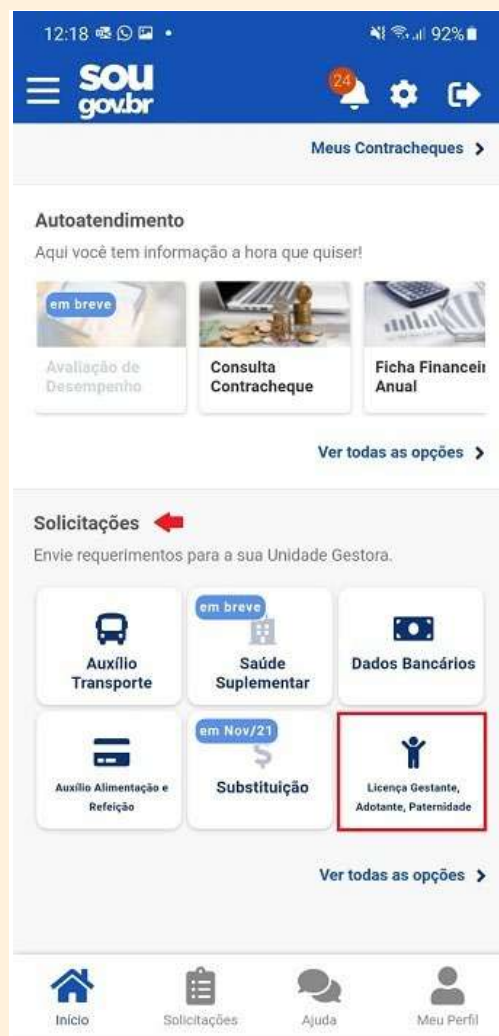 12:18
92%
sou
gov.br
24
Meus Contracheques
Autoatendimento
Aqui você tem informação a hora que quiser!
em breve
Avaliação de
Desempenho
Consulta
Contracheque
Ficha Financeir
Anual
Ver todas as opções
Solicitações
Envie requerimentos para a sua Unidade Gestora.
Auxílio
Transporte
em breve
Saúde
Suplementar
Dados Bancários
Auxílio Alimentação e
Refeição
em Nov/21
Substituição
Licença Gestante,
Adotante, Paternidade
Ver todas as opções
Início
Solicitações
Ajuda
Meu Perfil